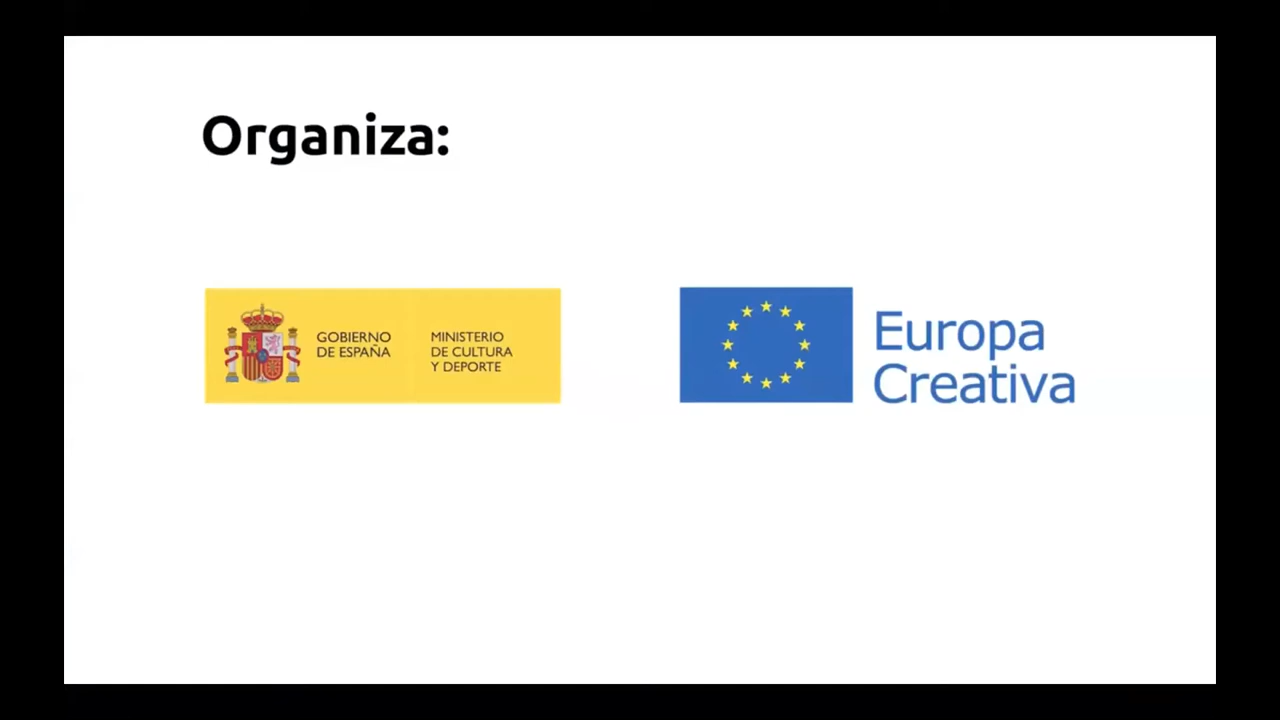 Organiza:
GOBIERNO
DE ESPAÑA
MINISTERIO
DE CULTURA
Y DEPORTE
Europa
Creativa